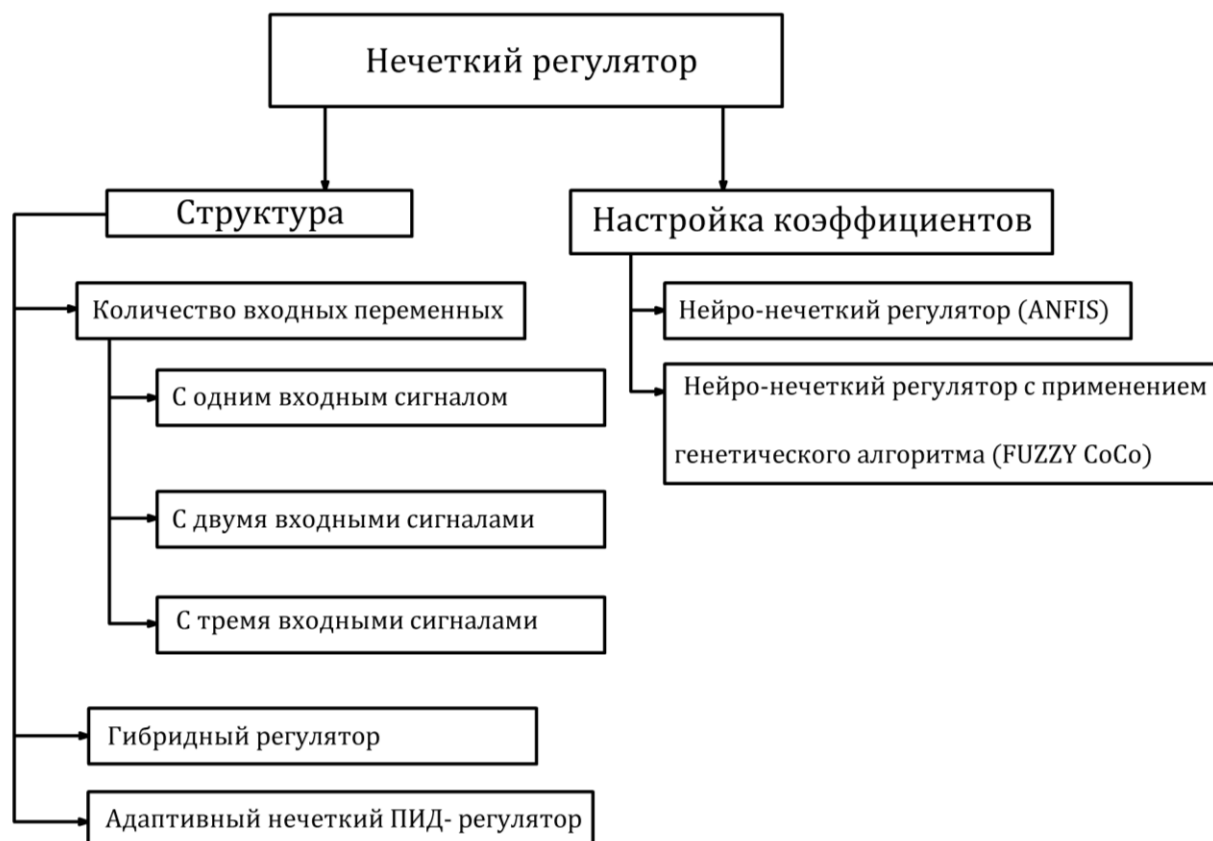 Нечеткий регулятор
Структура
Настройка коэффициентов
Количество входных переменных
С одним входным сигналом
С двумя входными сигналами
С тремя входными сигналами
Гибридный регулятор
Адаптивный нечеткий ПИД- регулятор
Нейро-нечеткий регулятор (ANFIS)
Нейро-нечеткий регулятор с применением
генетического алгоритма (FUZZY CoCo)